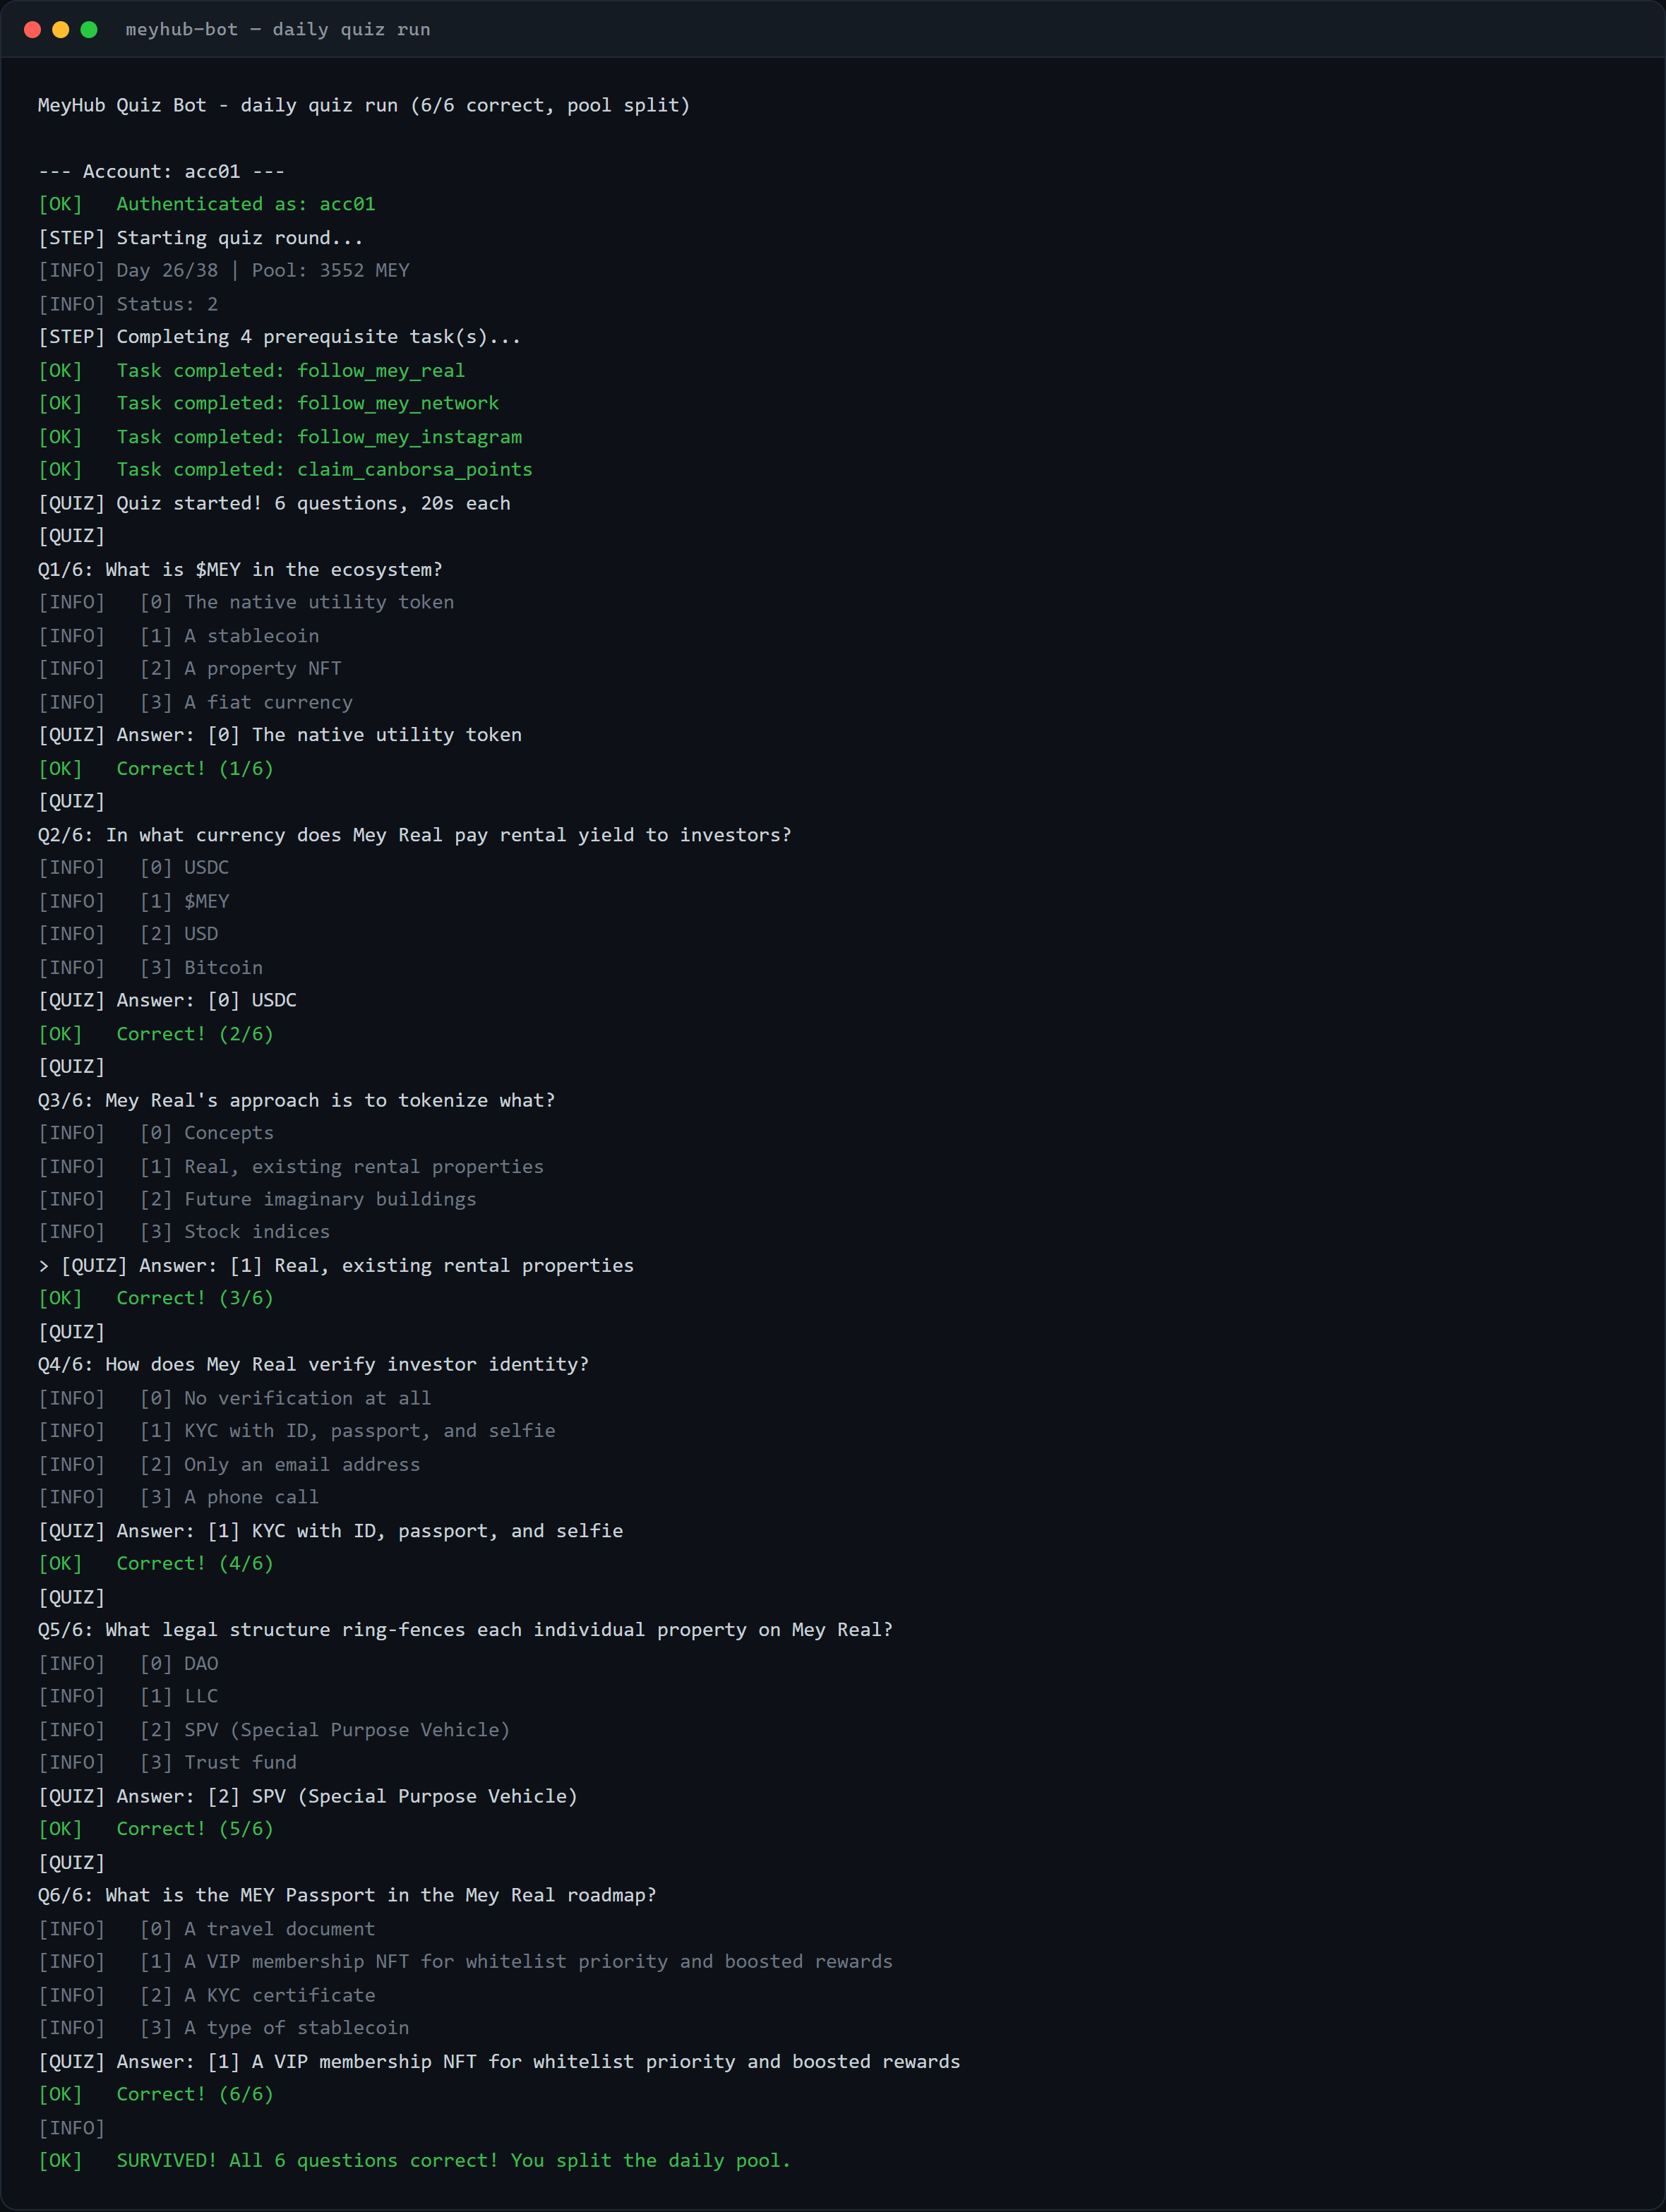 meyhub-bot — daily quiz run
MeyHub Quiz Bot - daily quiz run (6/6 correct, pool split)
--- Account: acc01 ---
[OK]   Authenticated as: acc01
[STEP] Starting quiz round...
[INFO] Day 26/38 | Pool: 3552 MEY
[INFO] Status: 2
[STEP] Completing 4 prerequisite task(s)...
[OK]   Task completed: follow_mey_real
[OK]   Task completed: follow_mey_network
[OK]   Task completed: follow_mey_instagram
[OK]   Task completed: claim_canborsa_points
[QUIZ] Quiz started! 6 questions, 20s each
[QUIZ]
Q1/6: What is $MEY in the ecosystem?
[INFO]   [0] The native utility token
[INFO]   [1] A stablecoin
[INFO]   [2] A property NFT
[INFO]   [3] A fiat currency
[QUIZ] Answer: [0] The native utility token
[OK]   Correct! (1/6)
[QUIZ]
Q2/6: In what currency does Mey Real pay rental yield to investors?
[INFO]   [0] USDC
[INFO]   [1] $MEY
[INFO]   [2] USD
[INFO]   [3] Bitcoin
[QUIZ] Answer: [0] USDC
[OK]   Correct! (2/6)
[QUIZ]
Q3/6: Mey Real's approach is to tokenize what?
[INFO]   [0] Concepts
[INFO]   [1] Real, existing rental properties
[INFO]   [2] Future imaginary buildings
[INFO]   [3] Stock indices
> [QUIZ] Answer: [1] Real, existing rental properties
[OK]   Correct! (3/6)
[QUIZ]
Q4/6: How does Mey Real verify investor identity?
[INFO]   [0] No verification at all
[INFO]   [1] KYC with ID, passport, and selfie
[INFO]   [2] Only an email address
[INFO]   [3] A phone call
[QUIZ] Answer: [1] KYC with ID, passport, and selfie
[OK]   Correct! (4/6)
[QUIZ]
Q5/6: What legal structure ring-fences each individual property on Mey Real?
[INFO]   [0] DAO
[INFO]   [1] LLC
[INFO]   [2] SPV (Special Purpose Vehicle)
[INFO]   [3] Trust fund
[QUIZ] Answer: [2] SPV (Special Purpose Vehicle)
[OK]   Correct! (5/6)
[QUIZ]
Q6/6: What is the MEY Passport in the Mey Real roadmap?
[INFO]   [0] A travel document
[INFO]   [1] A VIP membership NFT for whitelist priority and boosted rewards
[INFO]   [2] A KYC certificate
[INFO]   [3] A type of stablecoin
[QUIZ] Answer: [1] A VIP membership NFT for whitelist priority and boosted rewards
[OK]   Correct! (6/6)
[INFO]
[OK]   SURVIVED! All 6 questions correct! You split the daily pool.